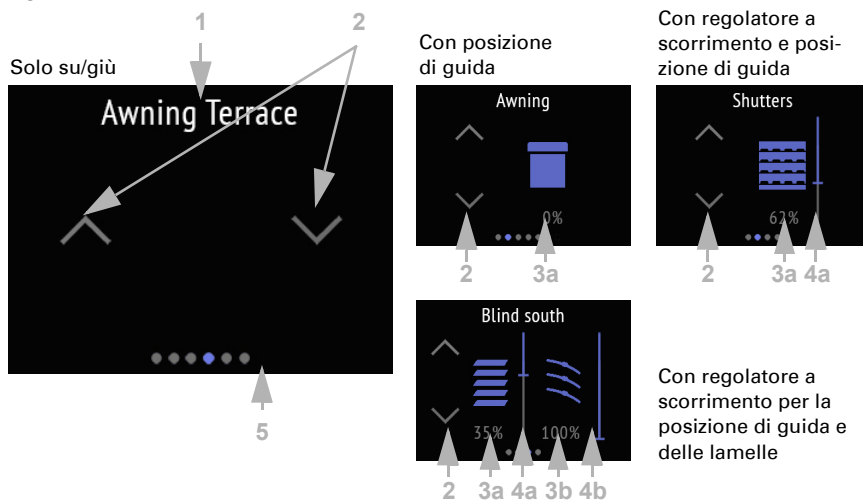 1
2
Solo su/giù
Awning Terrace
5
Con posizione
di guida
Awning
0%
2
3a
Con regolatore a
scorrimento e posi-
zione di guida
Shutters
62%
2
3a 4a
Blind south
35%
100%
2
3a 4a 3b 4b
Con regolatore a
scorrimento per la
posizione di guida e
delle lamelle